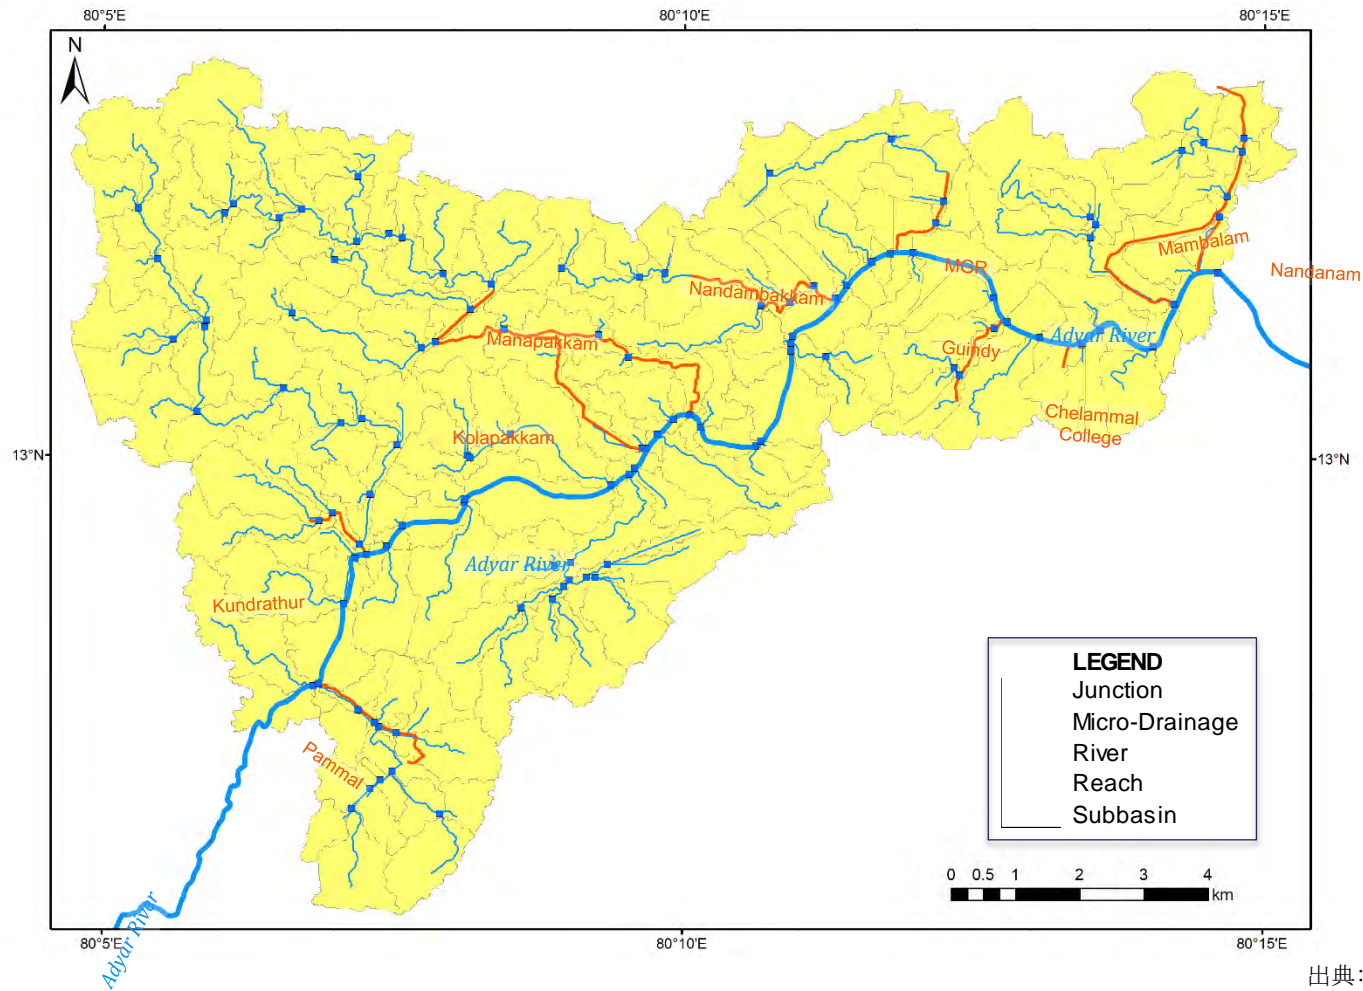 80°5'E
80°10'E
80°15'E
N
Mambalam
Nandanam
MGR
Nandambakkam
Adyar River
Manapakkam
Guindy
Chelammal
College
Kolapakkam
13°N
13°N
Adyar River
Kundrathur
LEGEND
Junction
Micro-Drainage
River
Reach
Subbasin
Pammal
0 0.5 1 2 3 4
km
Adyar River
80°5'E
80°10'E
80°15'E
出典: